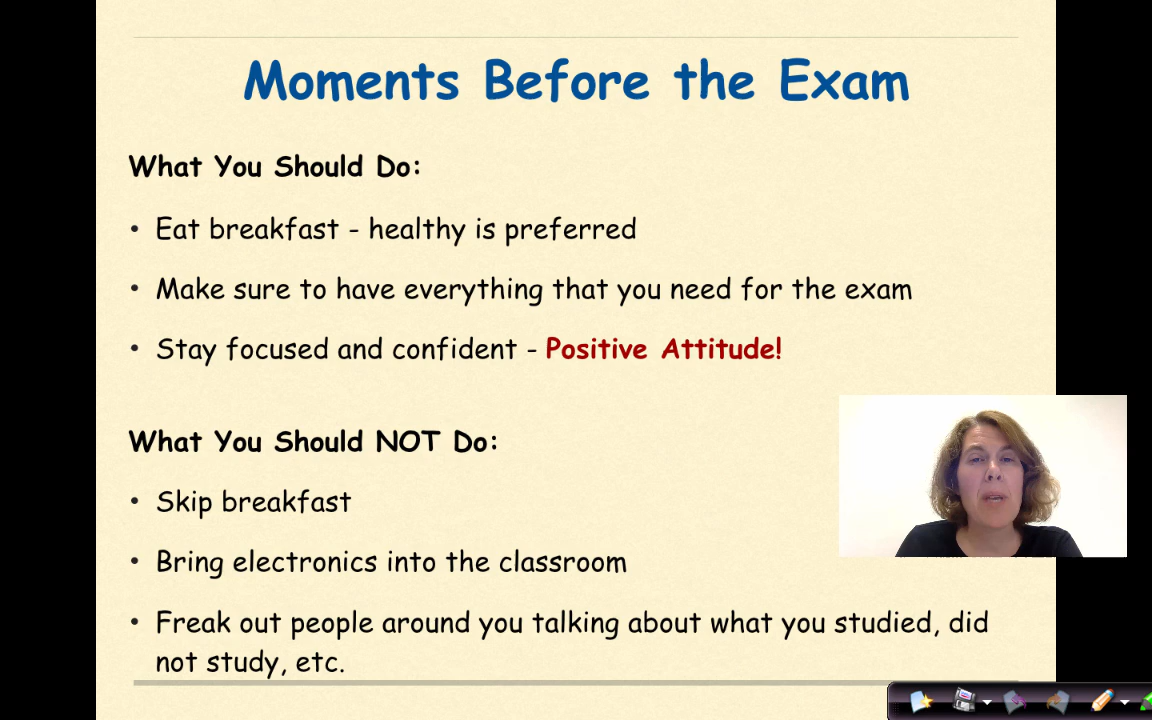 Moments Before the Exam
What You Should Do:
• Eat breakfast - healthy is preferred
• Make sure to have everything that you need for the exam
• Stay focused and confident - Positive Attitude!
What You Should NOT Do:
• Skip breakfast
• Bring electronics into the classroom
• Freak out people around you talking about what you studied, did
not study, etc.